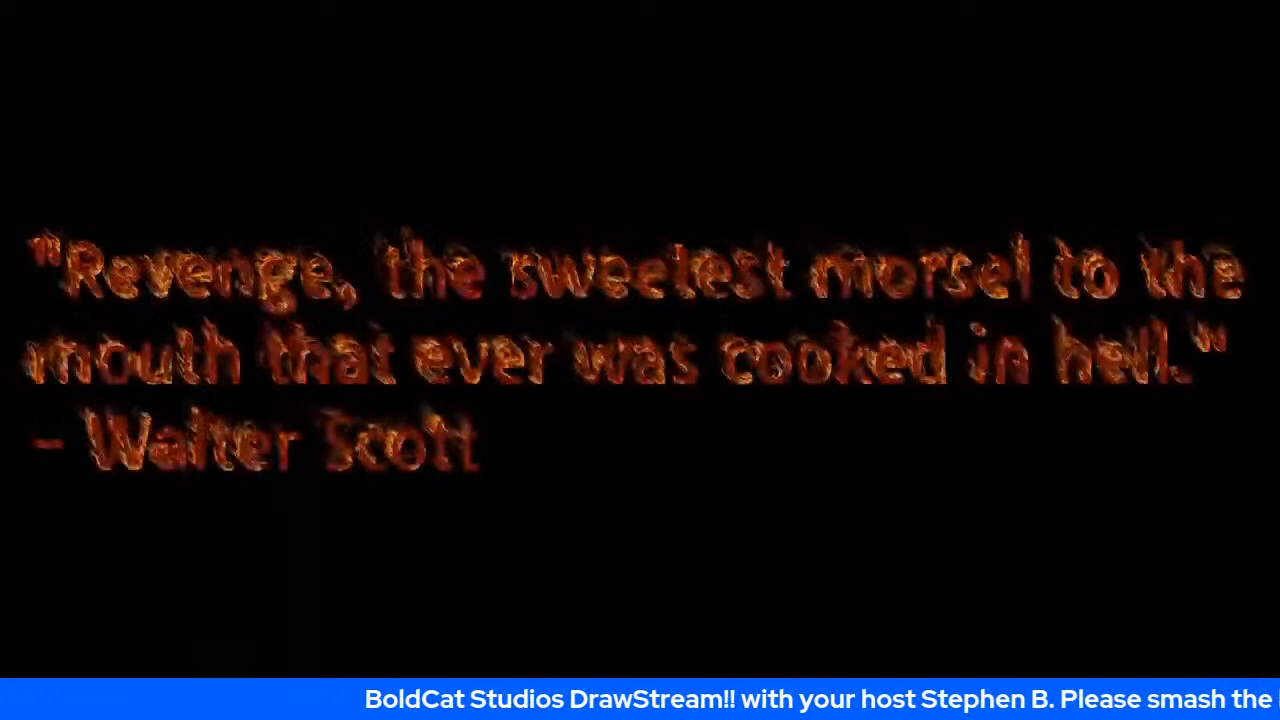 "Revenge, the sweetest morsel to the
mouth that ever was cooked in hell."
- Walter Scott
BoldCat Studios DrawStream!! with your host Stephen B. Please smash the